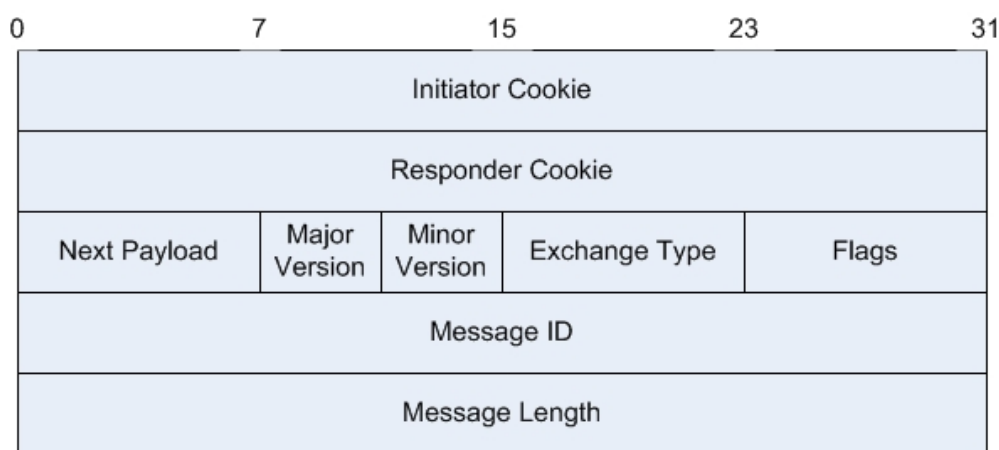 0 7 15 23 31
Initiator Cookie
Responder Cookie
Next Payload
Major
Version
Minor
Version
Exchange Type
Flags
Message ID
Message Length